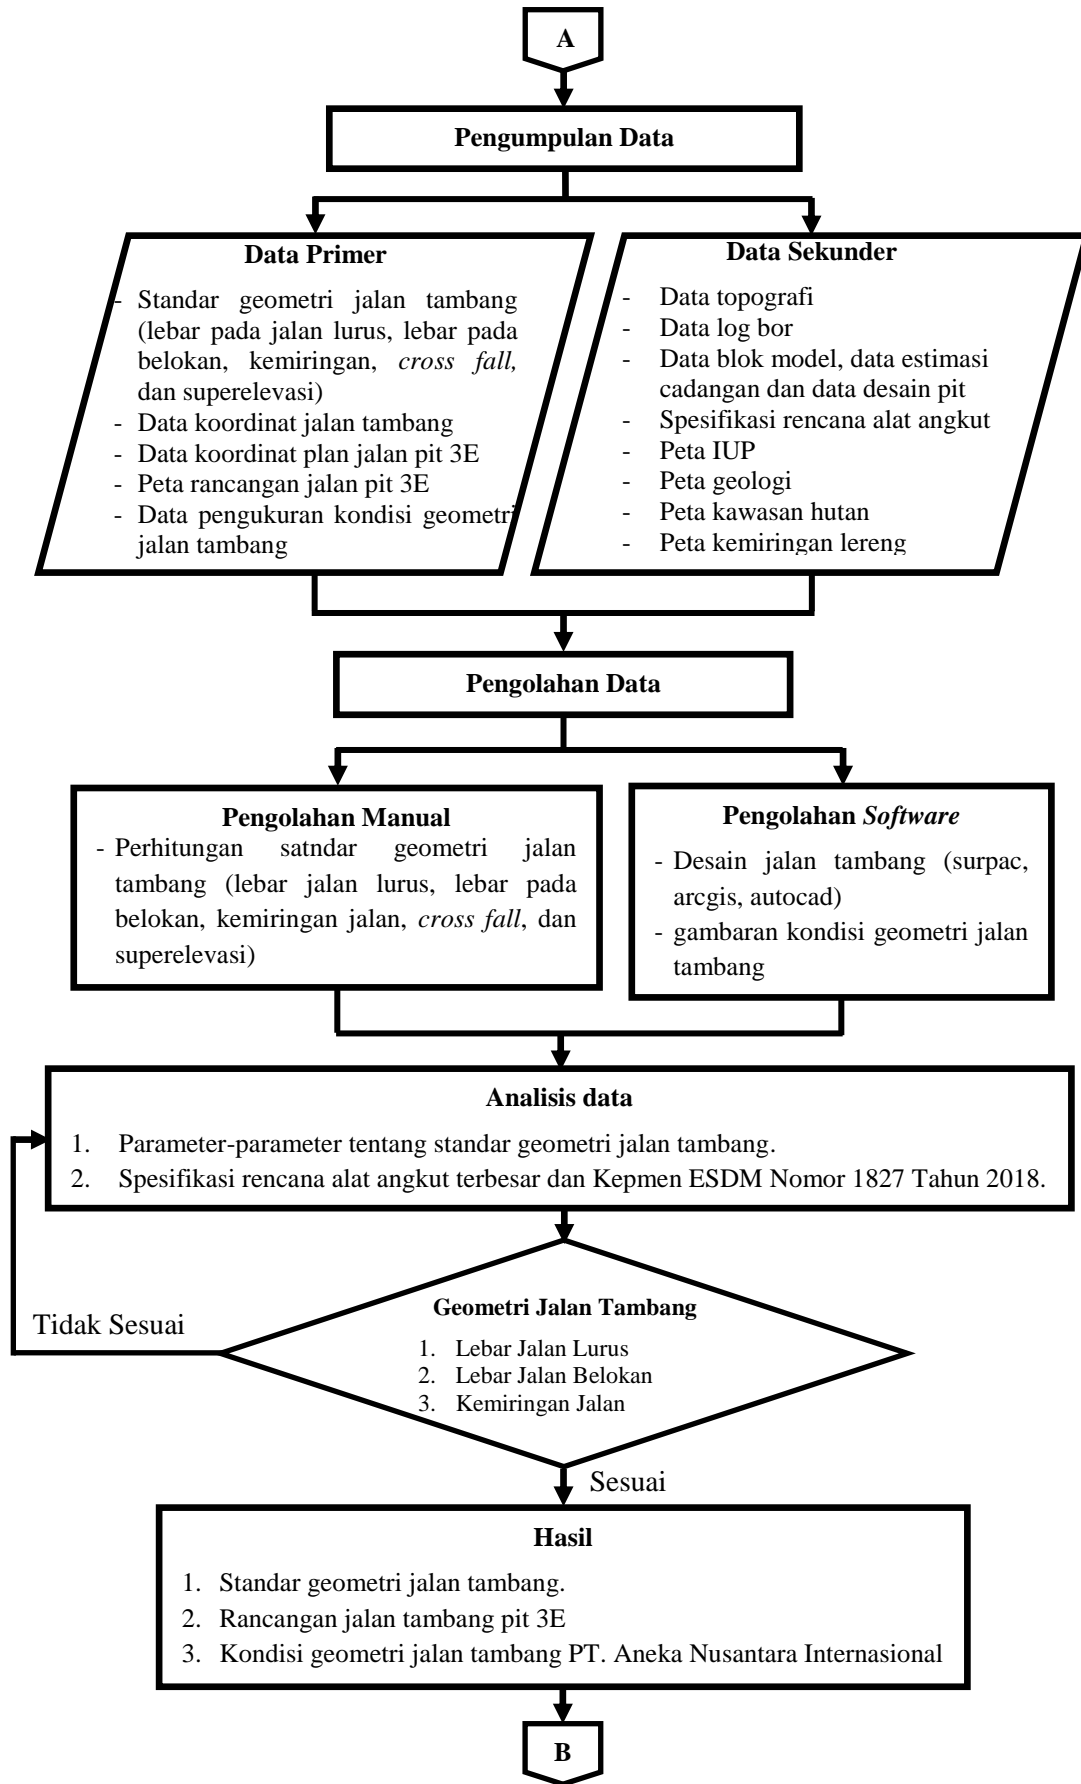 A
Pengumpulan Data
Data Primer
- Standar geometri jalan tambang
(lebar pada jalan lurus, lebar pada
belokan, kemiringan, cross fall,
dan superelevasi)
- Data koordinat jalan tambang
- Data koordinat plan jalan pit 3E
- Peta rancangan jalan pit 3E
- Data pengukuran kondisi geometri
jalan tambang
Data Sekunder
- Data topografi
- Data log bor
- Data blok model, data estimasi
cadangan dan data desain pit
- Spesifikasi rencana alat angkut
- Peta IUP
- Peta geologi
- Peta kawasan hutan
- Peta kemiringan lereng
Pengolahan Data
Pengolahan Manual
- Perhitungan satndar geometri jalan
tambang (lebar jalan lurus, lebar pada
belokan, kemiringan jalan, cross fall, dan
superelevasi)
Pengolahan Software
- Desain jalan tambang (surpac,
arcgis, autocad)
- gambaran kondisi geometri jalan
tambang
Analisis data
1. Parameter-parameter tentang standar geometri jalan tambang.
2. Spesifikasi rencana alat angkut terbesar dan Kepmen ESDM Nomor 1827 Tahun 2018.
Geometri Jalan Tambang
1. Lebar Jalan Lurus
2. Lebar Jalan Belokan
3. Kemiringan Jalan
Tidak Sesuai
Sesuai
Hasil
1. Standar geometri jalan tambang.
2. Rancangan jalan tambang pit 3E
3. Kondisi geometri jalan tambang PT. Aneka Nusantara Internasional
B